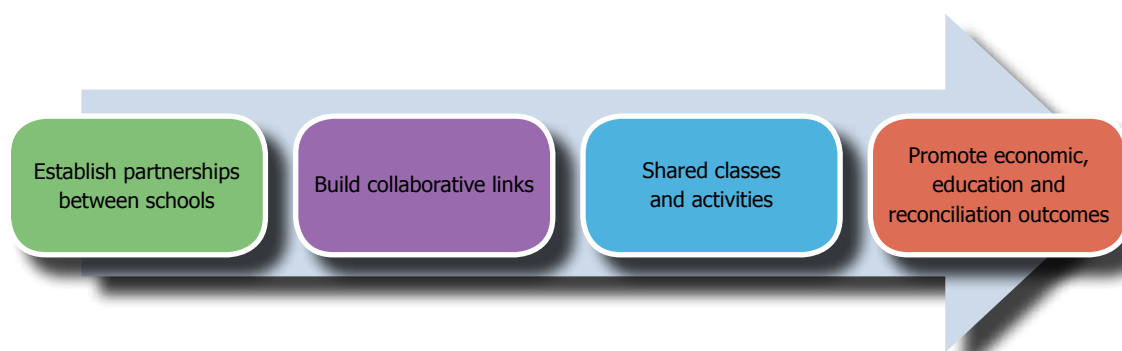 Establish partnerships
between schools
Build collaborative links
Shared classes
and activities
Promote economic,
education and
reconciliation outcomes